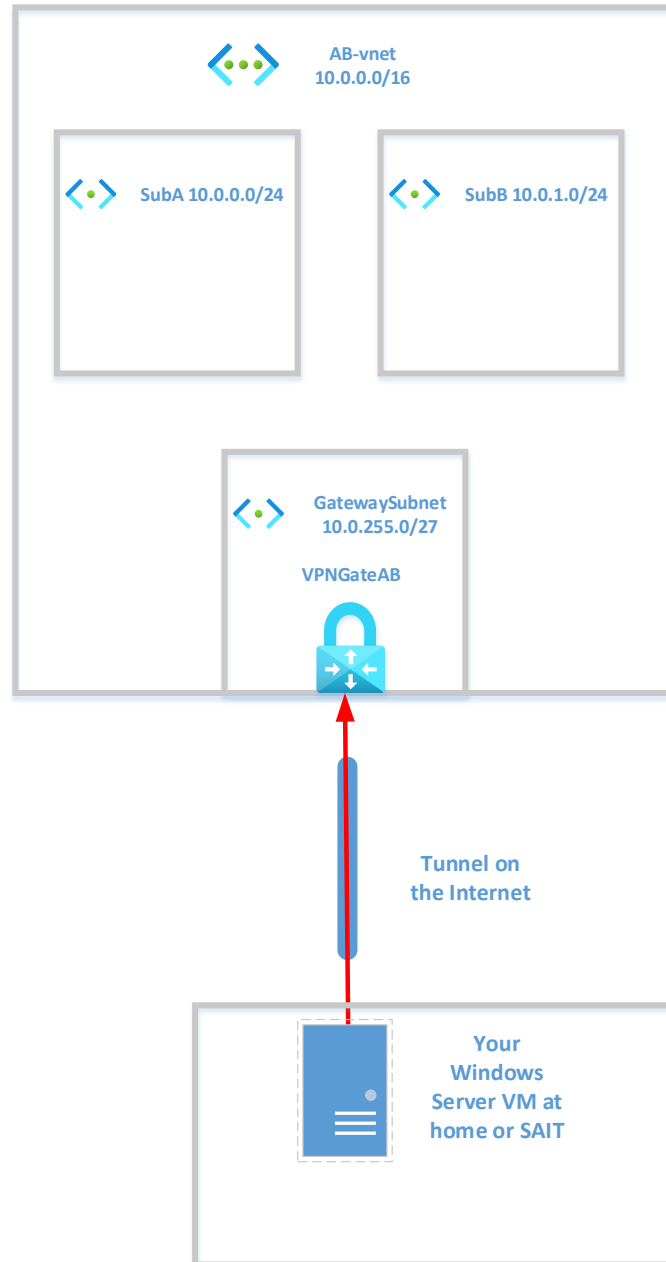 AB-vnet
10.0.0.0/16
SubA 10.0.0.0/24
SubB 10.0.1.0/24
GatewaySubnet
10.0.255.0/27
VPNGateAB
Tunnel on
the Internet
Your
Windows
Server VM at
home or SAIT